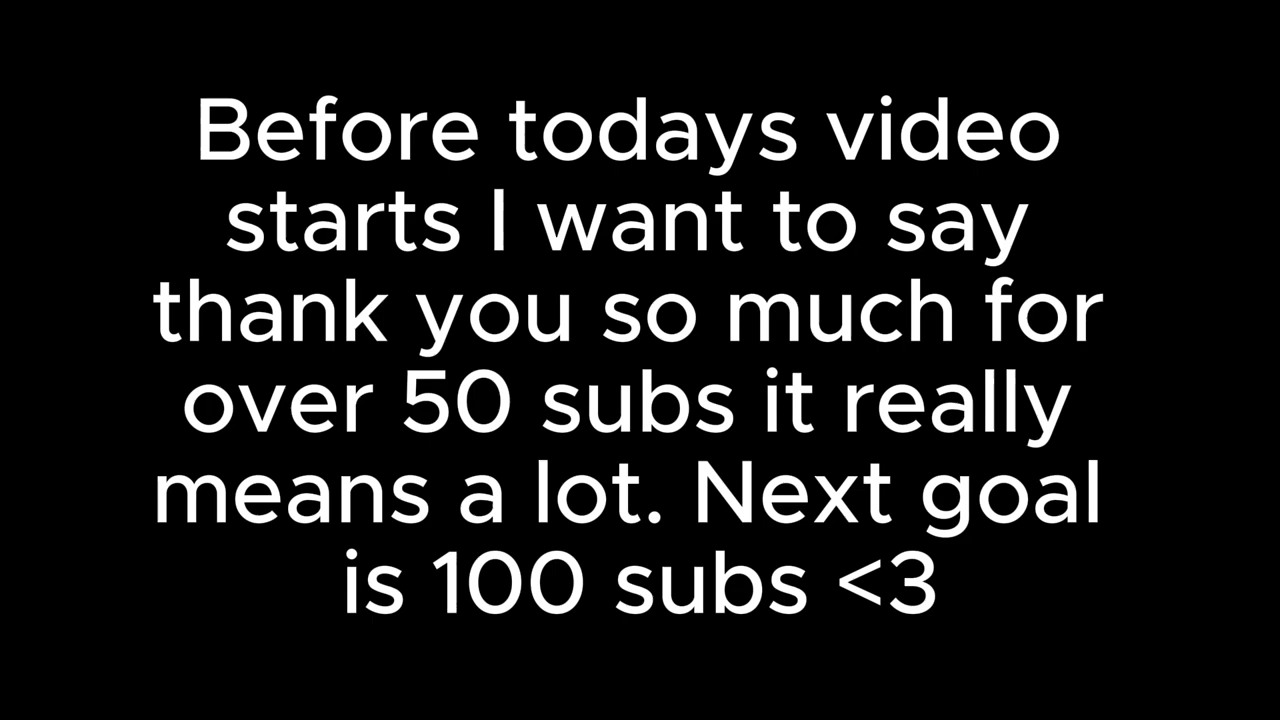 Before todays video
starts I want to say
thank you so much for
over 50 subs it really
means a lot. Next goal
is 100 subs <3